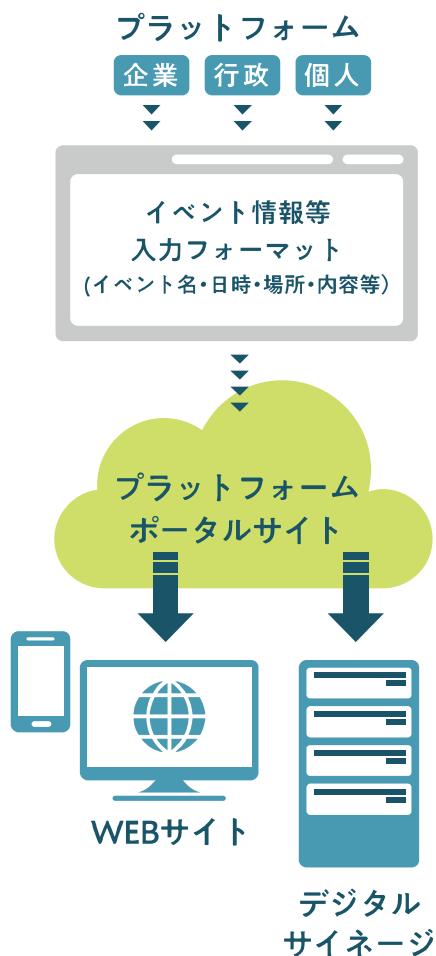 プラットフォーム
企業 行政 個人
イベント情報等
入力フォーマット
(イベント名・日時・場所・内容等)
プラットフォーム
ポータルサイト
WEBサイト
デジタル
サイネージ